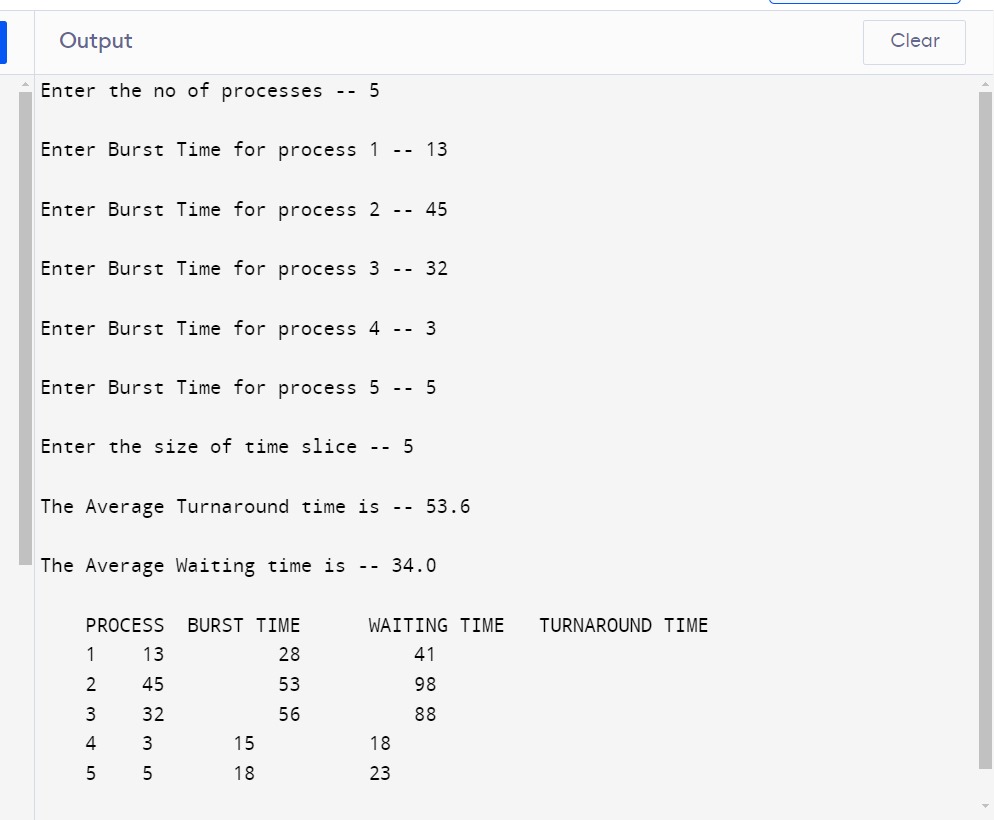 Output Clear
Enter the no of processes -- 5
Enter Burst Time for process 1 -- 13
Enter Burst Time for process 2 -- 45
Enter Burst Time for process 3 -- 32
Enter Burst Time for process 4 -- 3
Enter Burst Time for process 5 -- 5
Enter the size of time slice -- 5
The Average Turnaround time is -- 53.6
The Average Waiting time is -- 34.0
PROCESS BURST TIME WAITING TIME TURNAROUND TIME
1 13 28 41
2 45 53 98
3 32 56 88
4 3 15 18
5 5 18 23